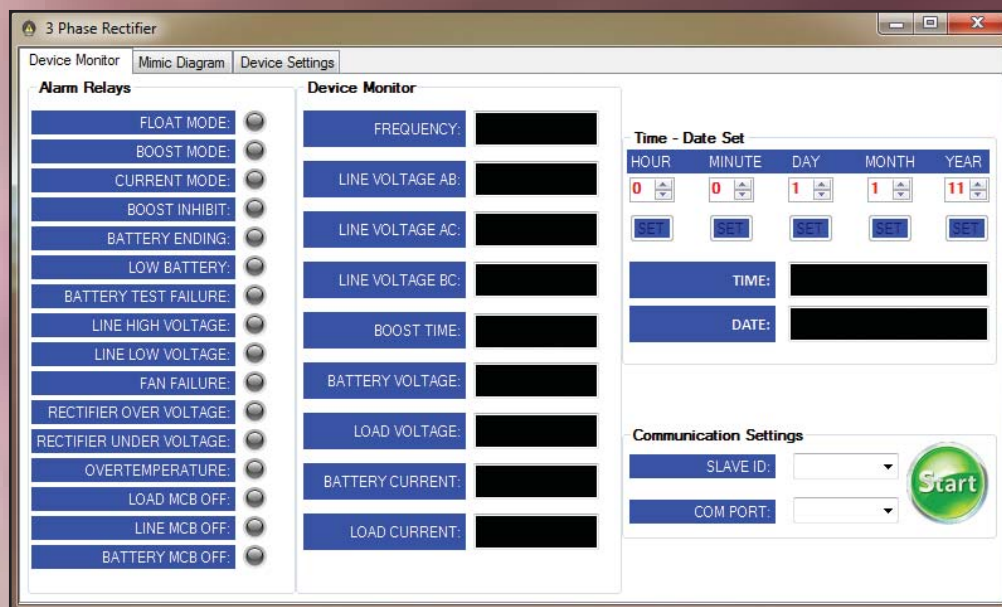 3 Phase Rectifier
Device Monitor Mimic Diagram Device Settings
Alarm Relays
FLOAT MODE:
BOOST MODE:
CURRENT MODE:
BOOST INHIBIT:
BATTERY ENDING:
LOW BATTERY:
BATTERY TEST FAILURE:
LINE HIGH VOLTAGE:
LINE LOW VOLTAGE:
FAN FAILURE:
RECTIFIER OVER VOLTAGE:
RECTIFIER UNDER VOLTAGE:
OVERTEMPERATURE:
LOAD MCB OFF:
LINE MCB OFF:
BATTERY MCB OFF:
Device Monitor
FREQUENCY:
LINE VOLTAGE AB:
LINE VOLTAGE AC:
LINE VOLTAGE BC:
BOOST TIME:
BATTERY VOLTAGE:
LOAD VOLTAGE:
BATTERY CURRENT:
LOAD CURRENT:
Time - Date Set
HOUR MINUTE DAY MONTH YEAR
0 0 1 1 11
SET SET SET SET SET
TIME:
DATE:
Communication Settings
SLAVE ID:
COM PORT:
Start